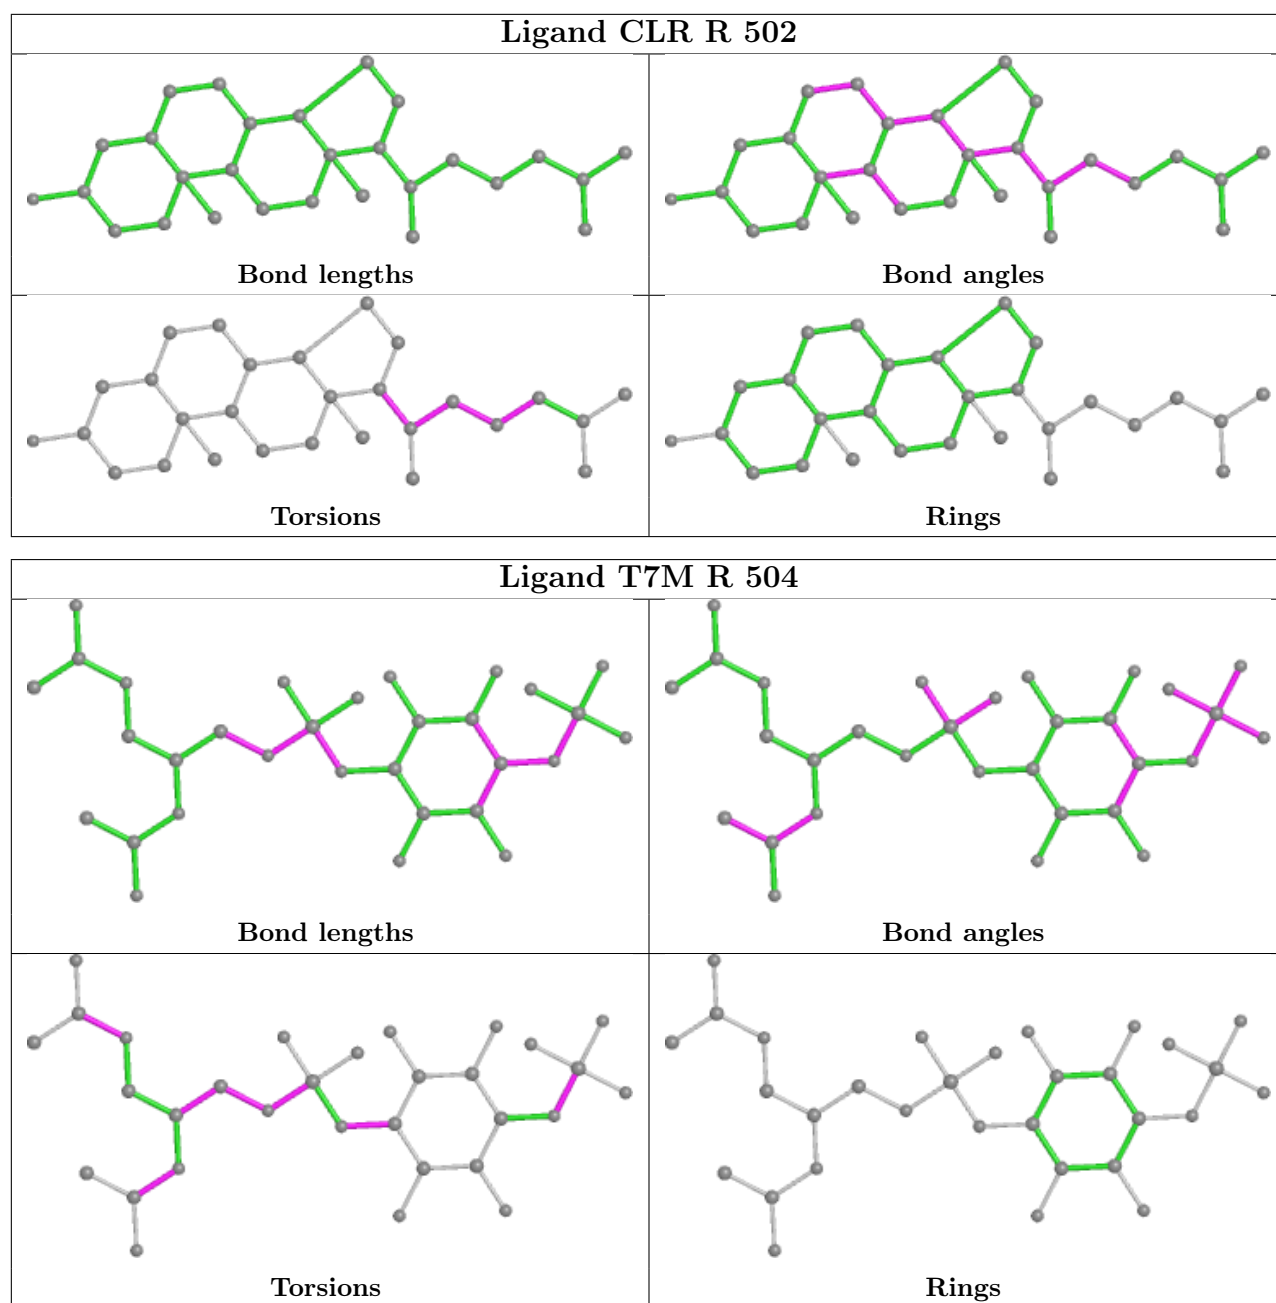 Ligand CLR R 502
Bond lengths
Bond angles
Torsions
Rings
Ligand T7M R 504
Bond lengths
Bond angles
Torsions
Rings